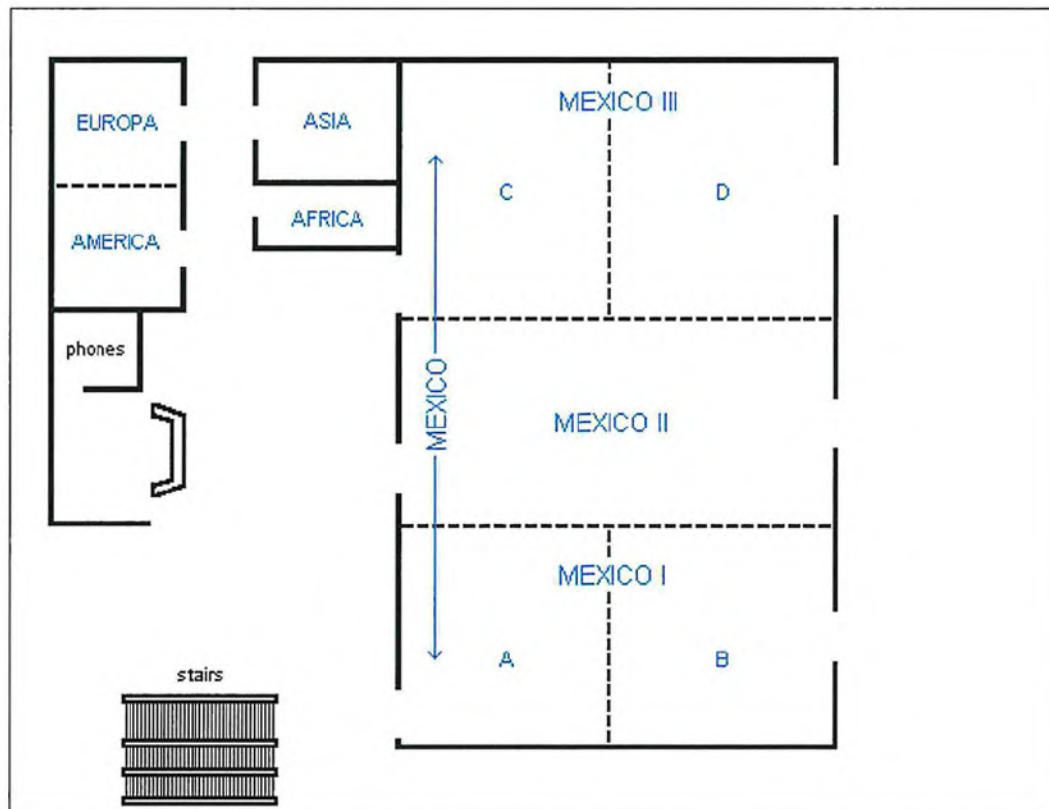 EUROPA
ASIA
MEXICO III
C
D
AFRICA
AMERICA
phones
MEXICO
MEXICO II
MEXICO I
A
B
stairs